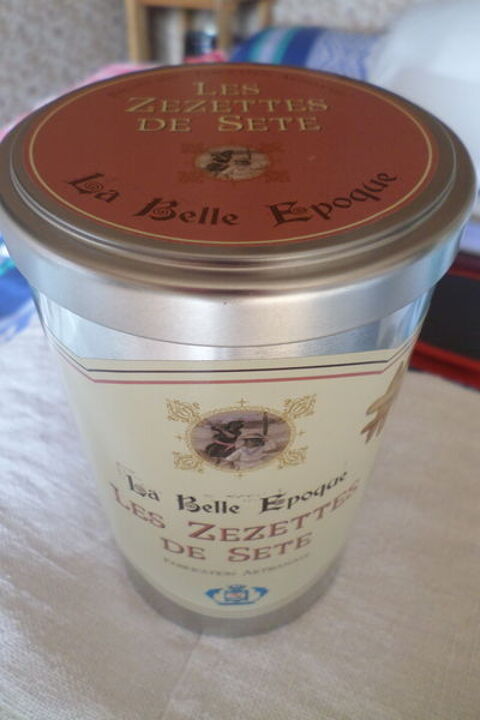 LES
ZEZETTES
DE SETE
La Belle Epoque
La Belle Epoque
LES ZEZETTES
DE SETE
FABRICATION ARTISANALE